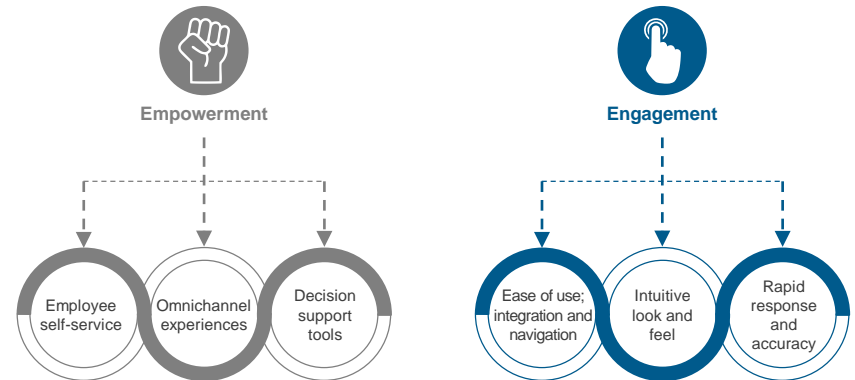 Empowerment
Engagement
Employee
self-service
Omnichannel
experiences
Decision
support
tools
Ease of use;
integration and
navigation
Intuitive
look and
feel
Rapid
response
and
accuracy